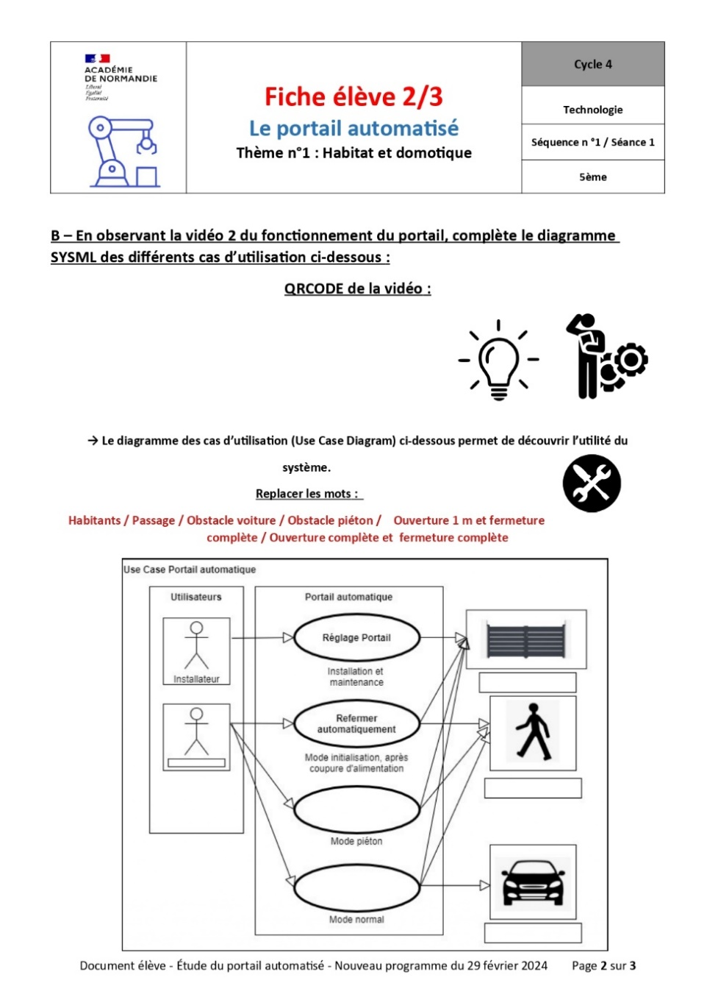 ACADÉMIE
DE NORMANDIE
Liberté
Égalité
Fraternité
Fiche élève 2/3
Le portail automatisé
Thème n°1 : Habitat et domotique
Cycle 4
Technologie
Séquence n °1 / Séance 1
5ème
B – En observant la vidéo 2 du fonctionnement du portail, complète le diagramme
SYSML des différents cas d’utilisation ci-dessous :
QRCODE de la vidéo :
→ Le diagramme des cas d’utilisation (Use Case Diagram) ci-dessous permet de découvrir l’utilité du
système.
Replacer les mots :
Habitants / Passage / Obstacle voiture / Obstacle piéton / Ouverture 1 m et fermeture
complète / Ouverture complète et fermeture complète
Use Case Portail automatique
Utilisateurs
Installateur
Portail automatique
Réglage Portail
Installation et
maintenance
Refermer
automatiquement
Mode initialisation, après
coupure d'alimentation
Mode piéton
Mode normal
Document élève - Étude du portail automatisé - Nouveau programme du 29 février 2024 Page 2 sur 3